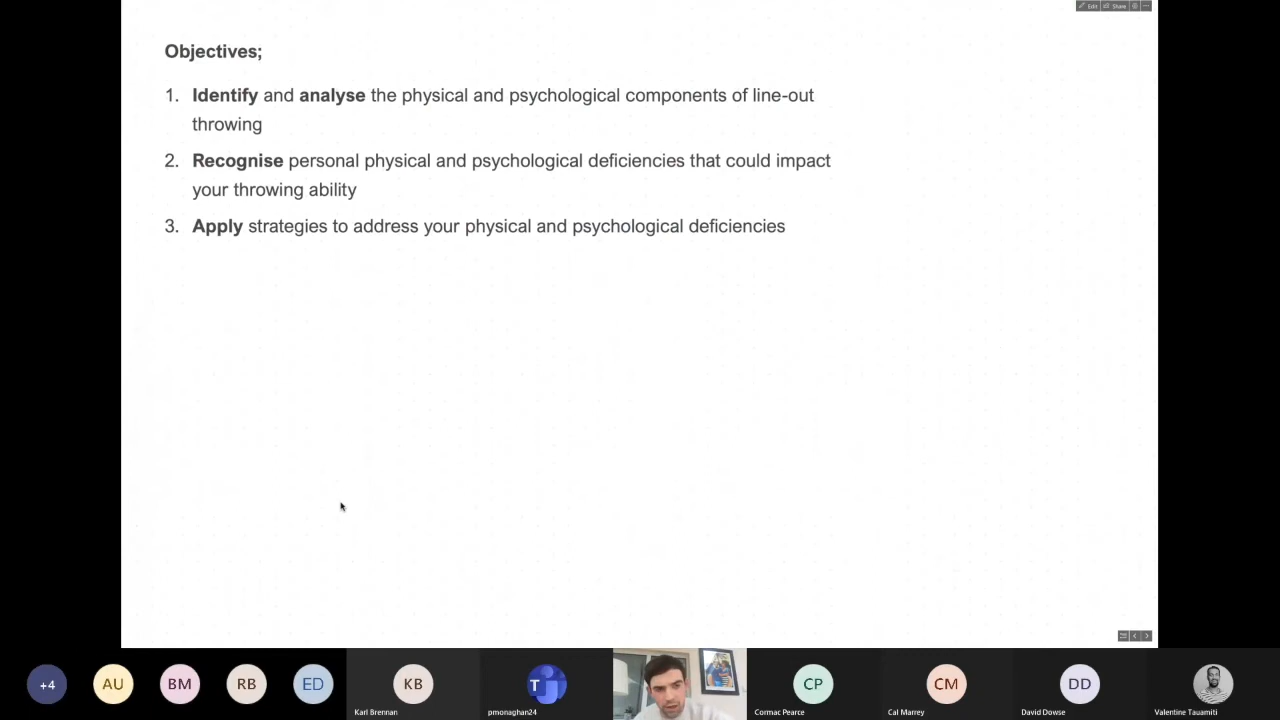 Edit Share
Objectives;
1. Identify and analyse the physical and psychological components of line-out
throwing
2. Recognise personal physical and psychological deficiencies that could impact
your throwing ability
3. Apply strategies to address your physical and psychological deficiencies
+4 AU BM RB ED KB T CP CM DD
Karl Brennan pmonaghan24 Cormac Pearce Cal Marrey David Dowse Valentine Tauamiti